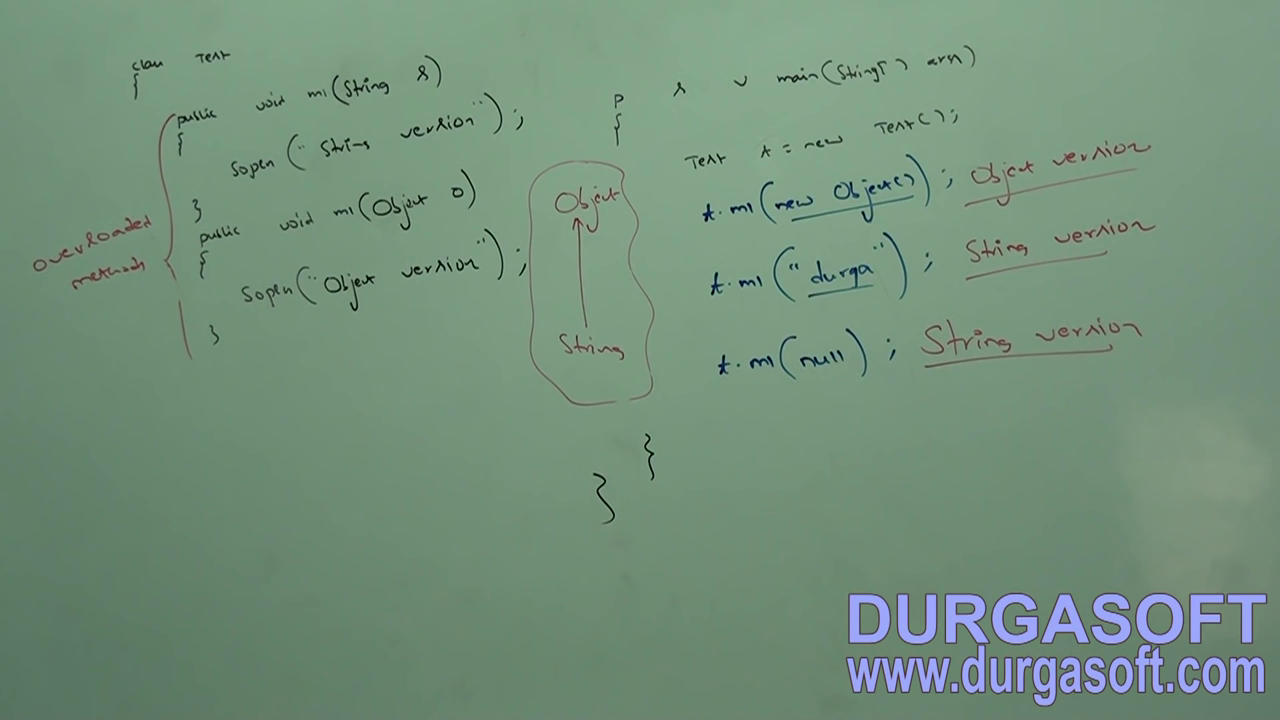 class Test
{
public void m1(String s)
{
Sopln("String version");
}
public void m1(Object o)
{
Sopln("Object version");
}
overloaded
methods
Object
String
P s v main(String[] args)
{
Test t = new Test();
t.m1(new Object()); Object version
t.m1("durga"); String version
t.m1(null); String version
}
}
DURGASOFT
www.durgasoft.com